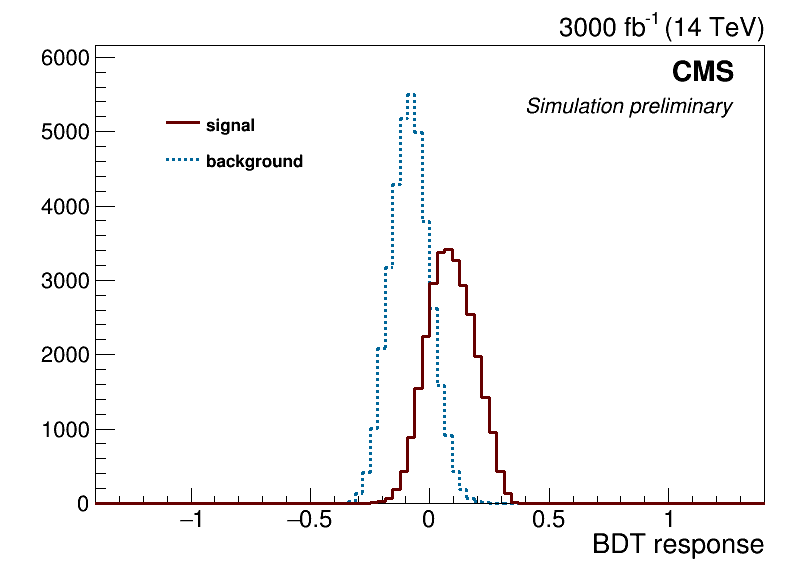 3000 fb-1 (14 TeV)
CMS
Simulation preliminary
signal
background
6000
5000
4000
3000
2000
1000
0
−1 −0.5 0 0.5 1
BDT response